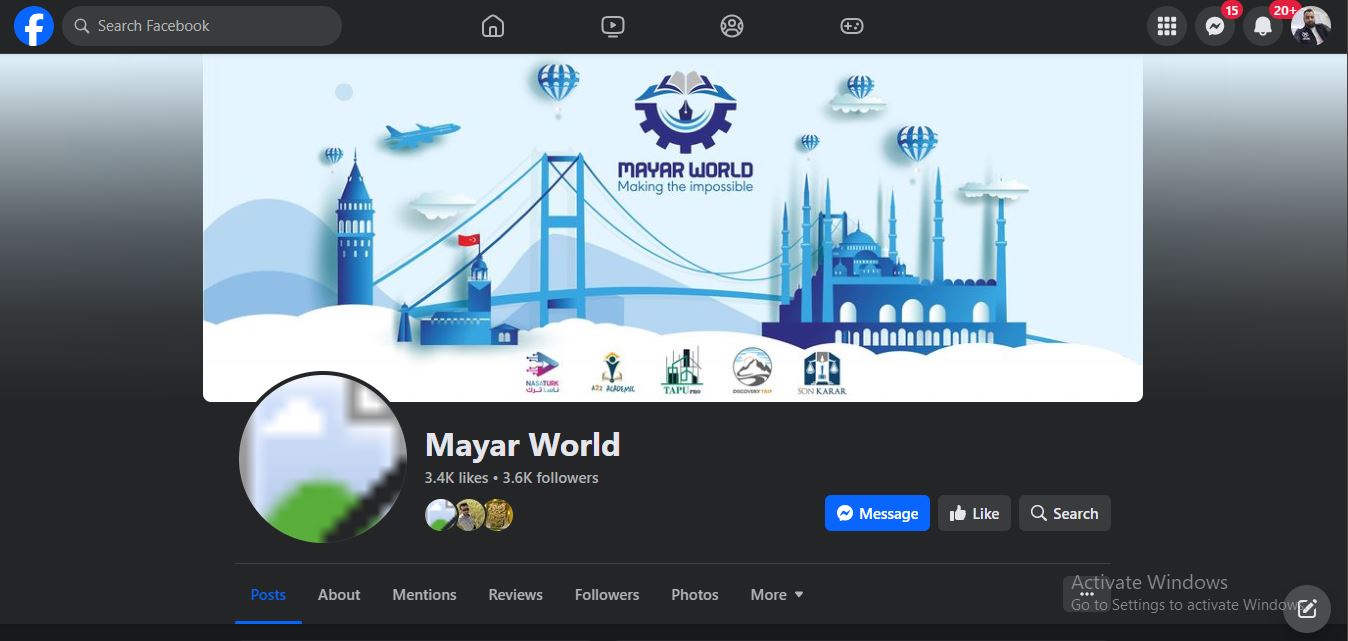 Search Facebook
15
20+
MAYAR WORLD
Making the impossible
NASATURK
ناسا ترك
A2Z ACADEMIC
TAPU PRO
DISCOVERY TRIP
SON KARAR
Mayar World
3.4K likes • 3.6K followers
Message
Like
Search
Posts
About
Mentions
Reviews
Followers
Photos
More
Activate Windows
Go to Settings to activate Windows.